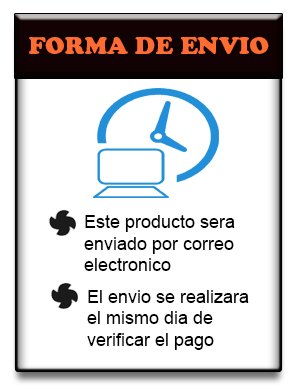 FORMA DE ENVIO
Este producto sera
enviado por correo
electronico
El envio se realizara
el mismo dia de
verificar el pago